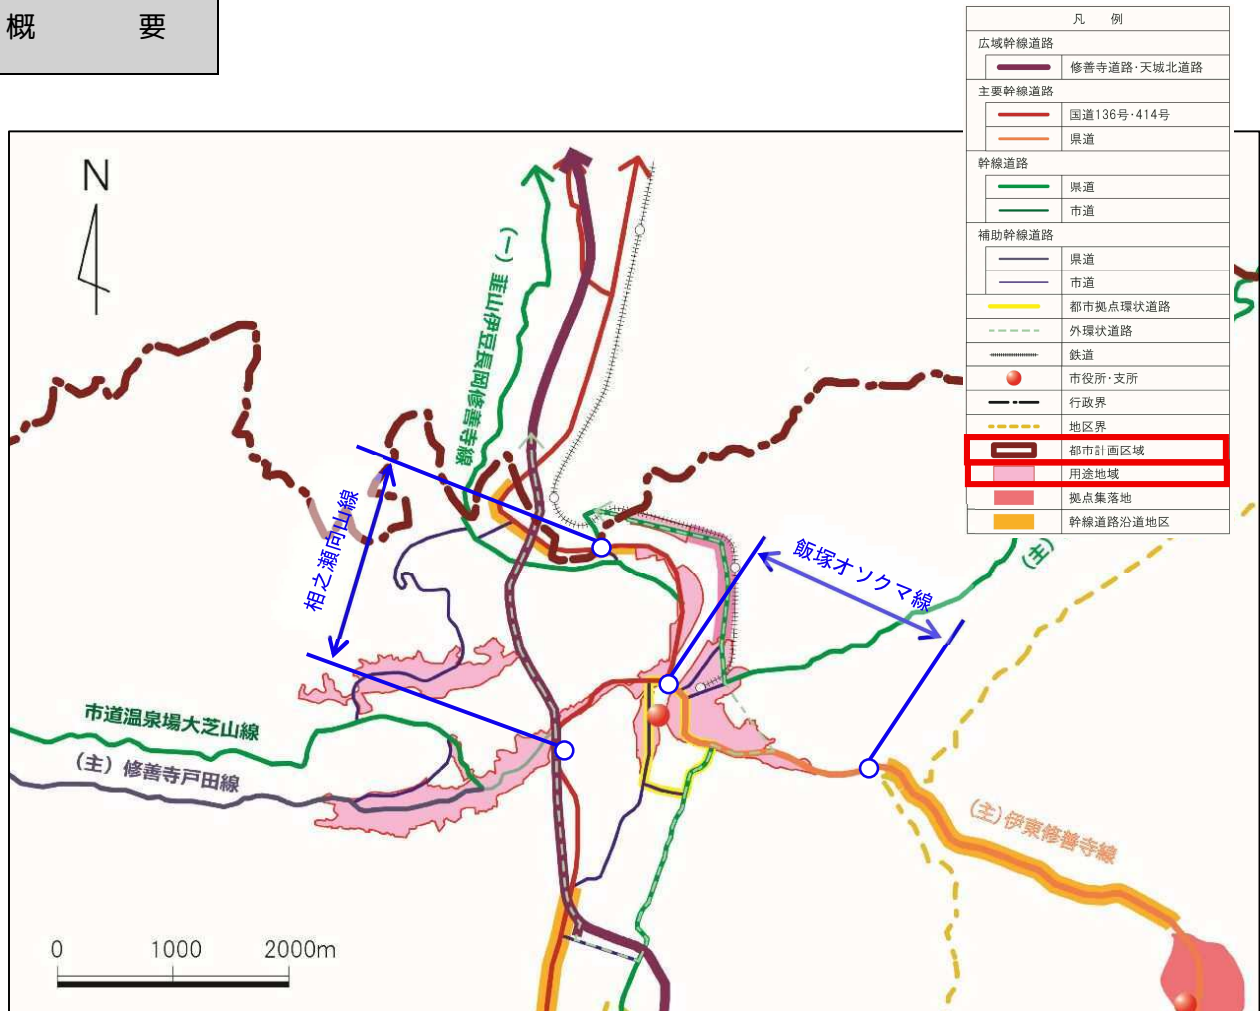 概　要
凡　例
広域幹線道路
修善寺道路・天城北道路
主要幹線道路
国道136号・414号
県道
幹線道路
県道
市道
補助幹線道路
県道
市道
都市拠点環状道路
外環状道路
鉄道
市役所・支所
行政界
地区界
都市計画区域
用途地域
拠点集落地
幹線道路沿道地区
N
(一) 韮山伊豆長岡修善寺線
相之瀬向山線
飯塚オソクマ線
(主)
市道温泉場大芝山線
(主) 修善寺戸田線
(主)伊東修善寺線
0 1000 2000m